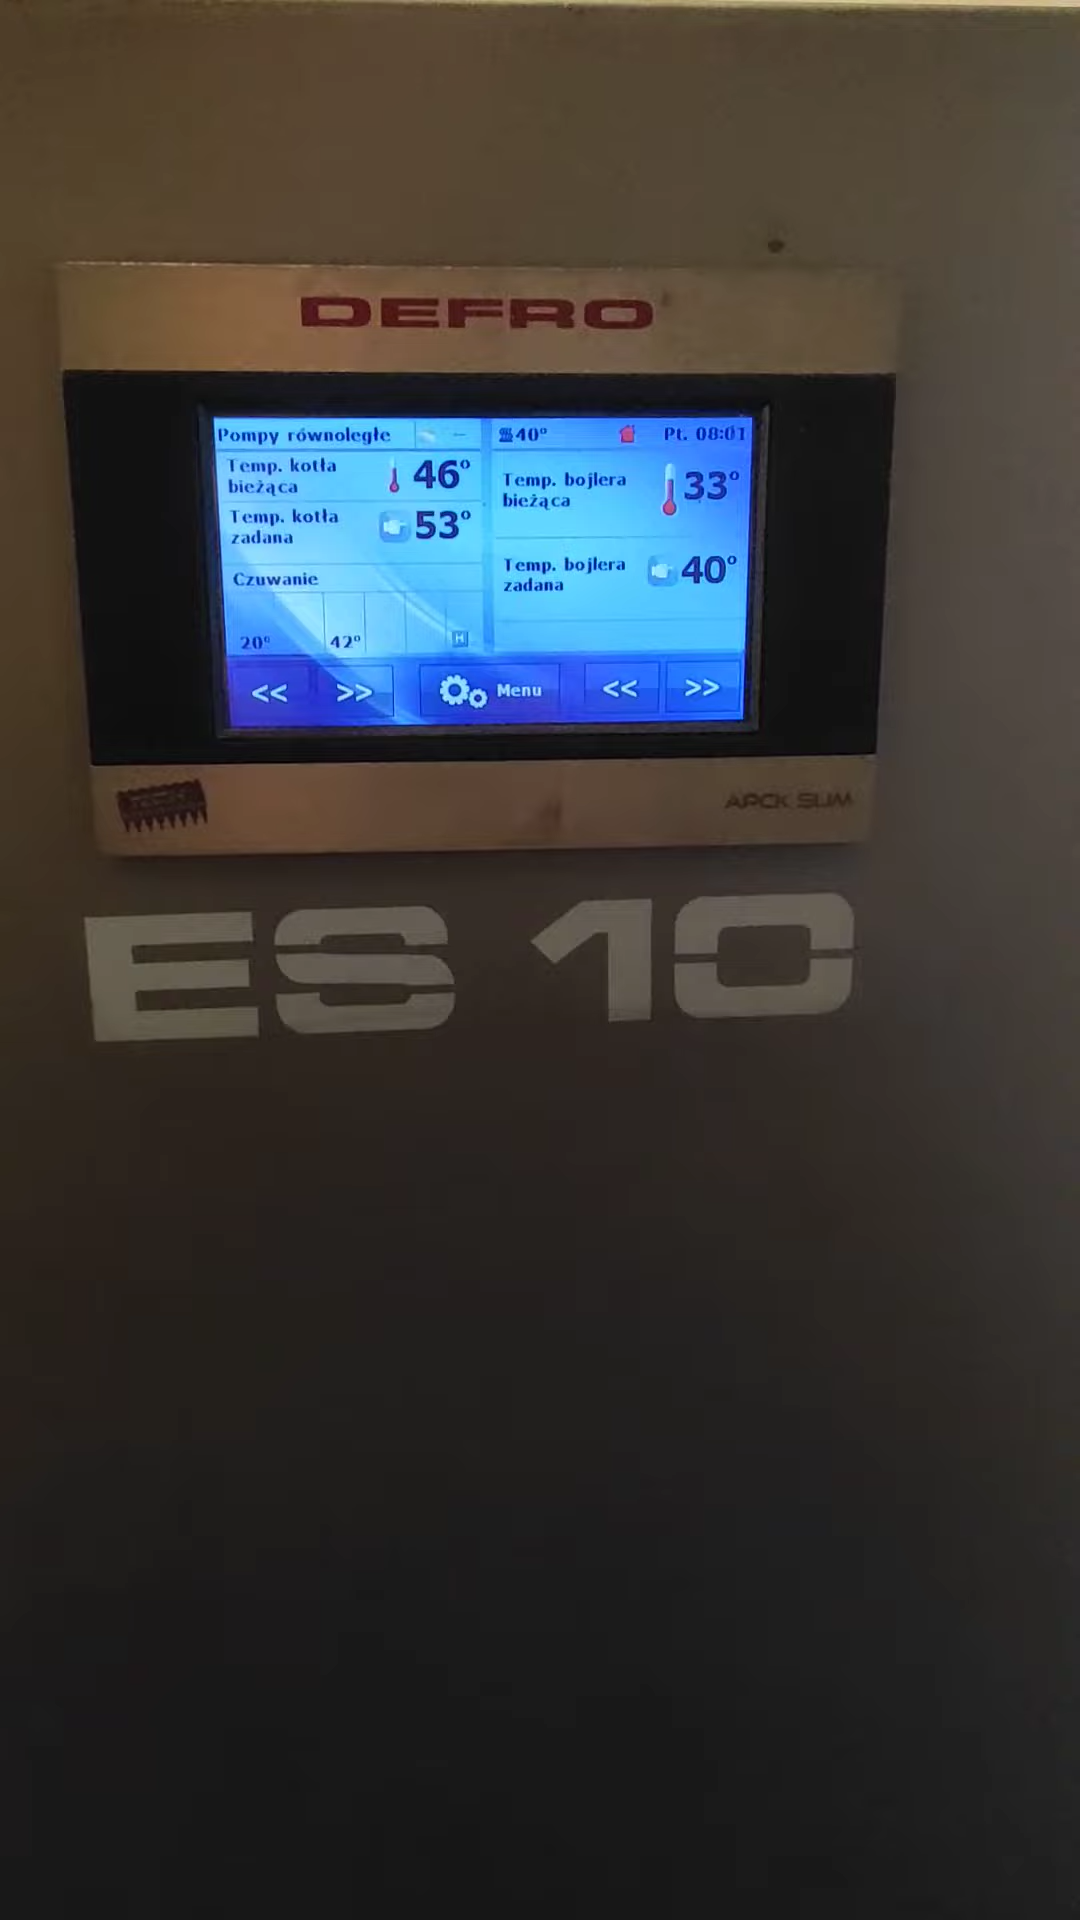 DEFRO
Pompy równoległe
40° Pt. 08:01
Temp. kotła
bieżąca
46°
Temp. kotła
zadana
53°
Czuwanie
20° 42° H
Temp. bojlera
bieżąca
33°
Temp. bojlera
zadana
40°
<< >> Menu << >>
ES 10